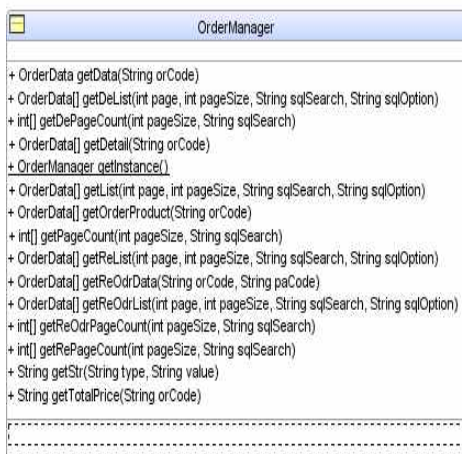 OrderManager
+ OrderData getData(String orCode)
+ OrderData[] getDeList(int page, int pageSize, String sqlSearch, String sqlOption)
+ int[] getDePageCount(int pageSize, String sqlSearch)
+ OrderData[] getDetail(String orCode)
+ OrderManager getInstance()
+ OrderData[] getList(int page, int pageSize, String sqlSearch, String sqlOption)
+ OrderData[] getOrderProduct(String orCode)
+ int[] getPageCount(int pageSize, String sqlSearch)
+ OrderData[] getReList(int page, int pageSize, String sqlSearch, String sqlOption)
+ OrderData[] getReOdrData(String orCode, String paCode)
+ OrderData[] getReOdrList(int page, int pageSize, String sqlSearch, String sqlOption)
+ int[] getReOdrPageCount(int pageSize, String sqlSearch)
+ int[] getRePageCount(int pageSize, String sqlSearch)
+ String getStr(String type, String value)
+ String getTotalPrice(String orCode)